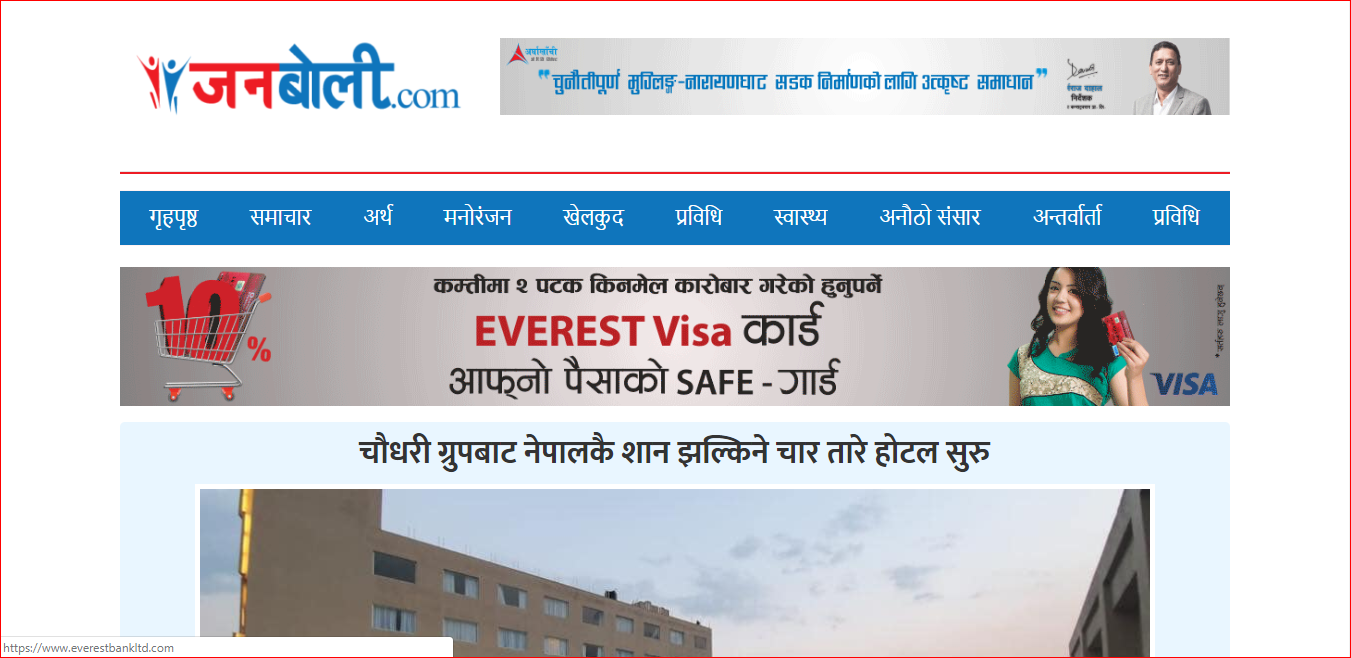 जनबोली.com
"चुनौतीपूर्ण मुग्लिङ्ग-नारायणघाट सडक निर्माणको लागि उत्कृष्ट समाधान"
निर्देशक
गृहपृष्ठ समाचार अर्थ मनोरंजन खेलकुद प्रविधि स्वास्थ्य अनौठो संसार अन्तर्वार्ता प्रविधि
10%
कम्तीमा २ पटक किनमेल कारोबार गरेको हुनुपर्ने
EVEREST Visa कार्ड
आफ्नो पैसाको SAFE - गार्ड
VISA
चौधरी ग्रुपबाट नेपालकै शान झल्किने चार तारे होटल सुरु
https://www.everestbankltd.com